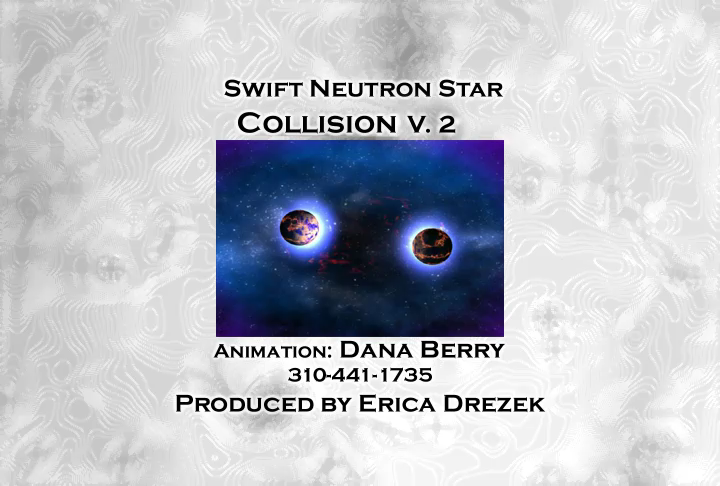 Swift Neutron Star
Collision v. 2
Animation: Dana Berry
310-441-1735
Produced by Erica Drezek